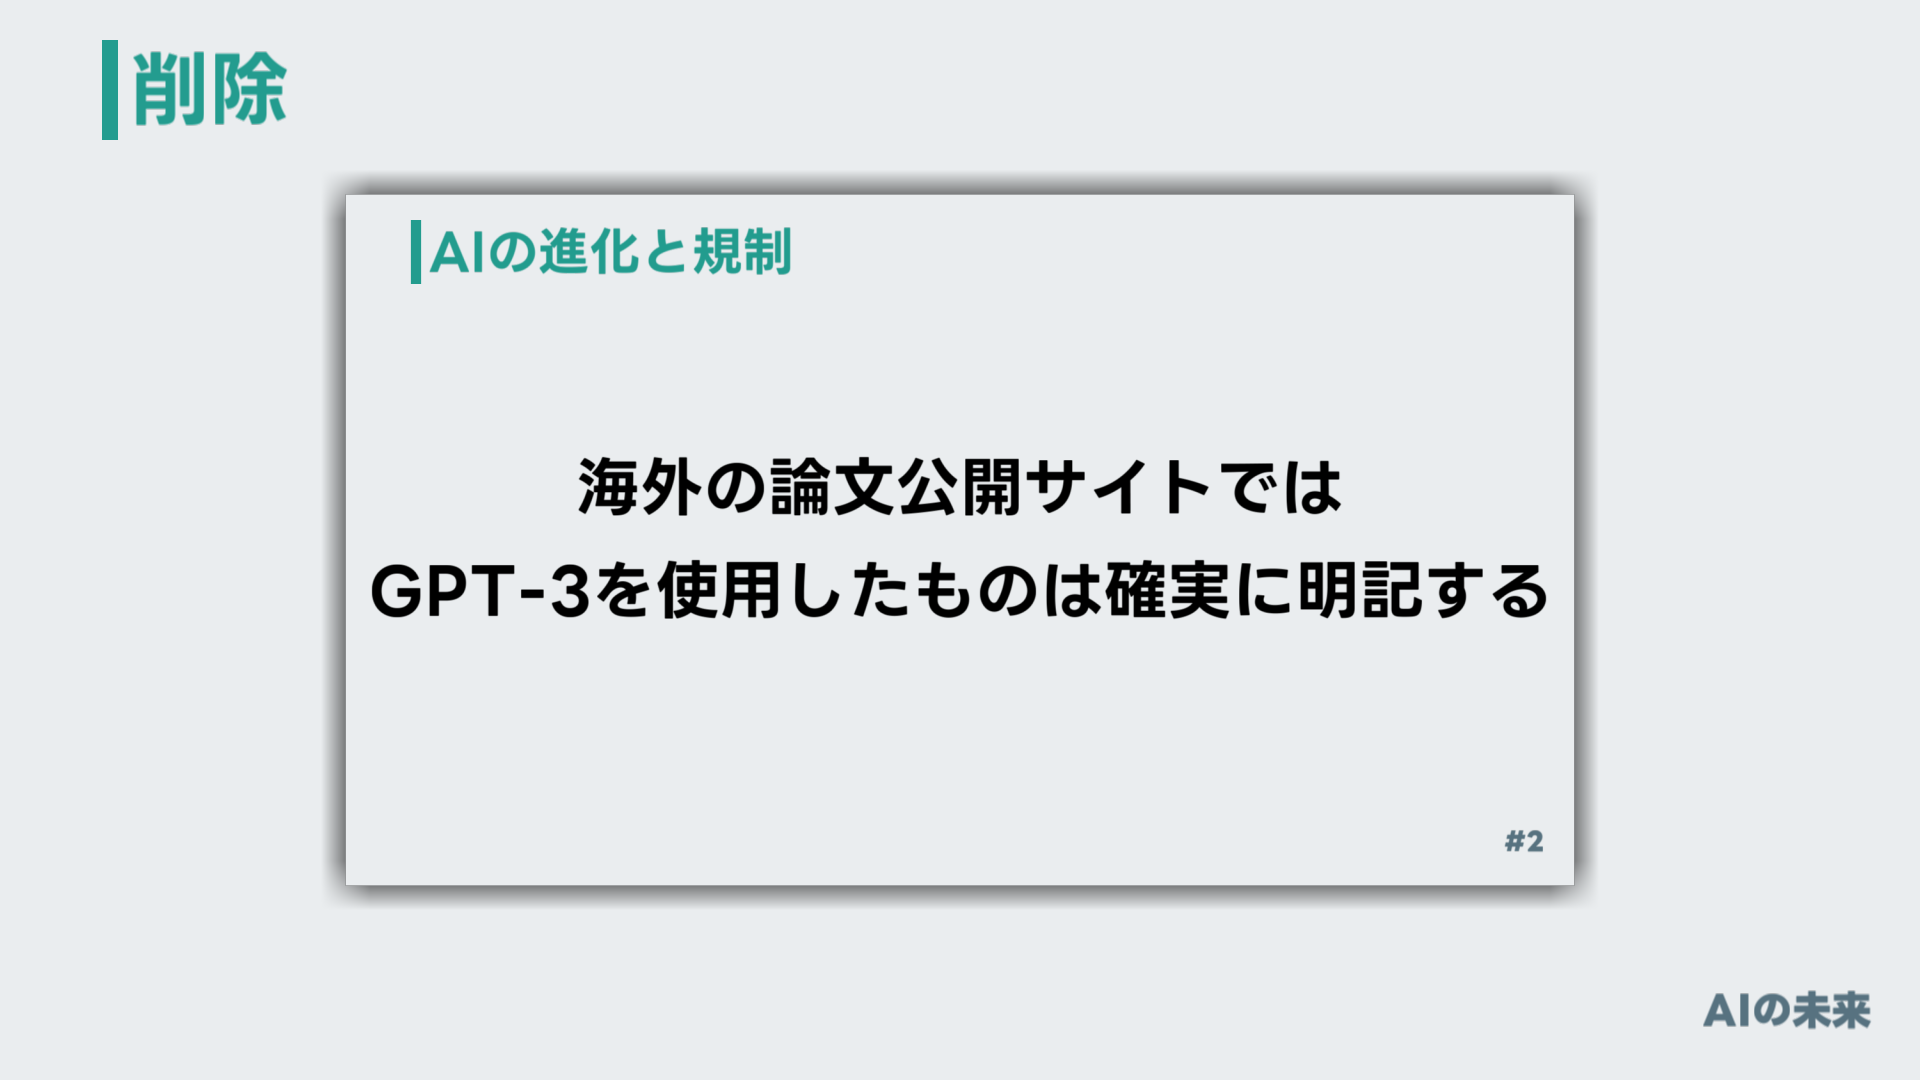 削除
AIの進化と規制
海外の論文公開サイトでは
GPT-3を使用したものは確実に明記する
#2
AIの未来